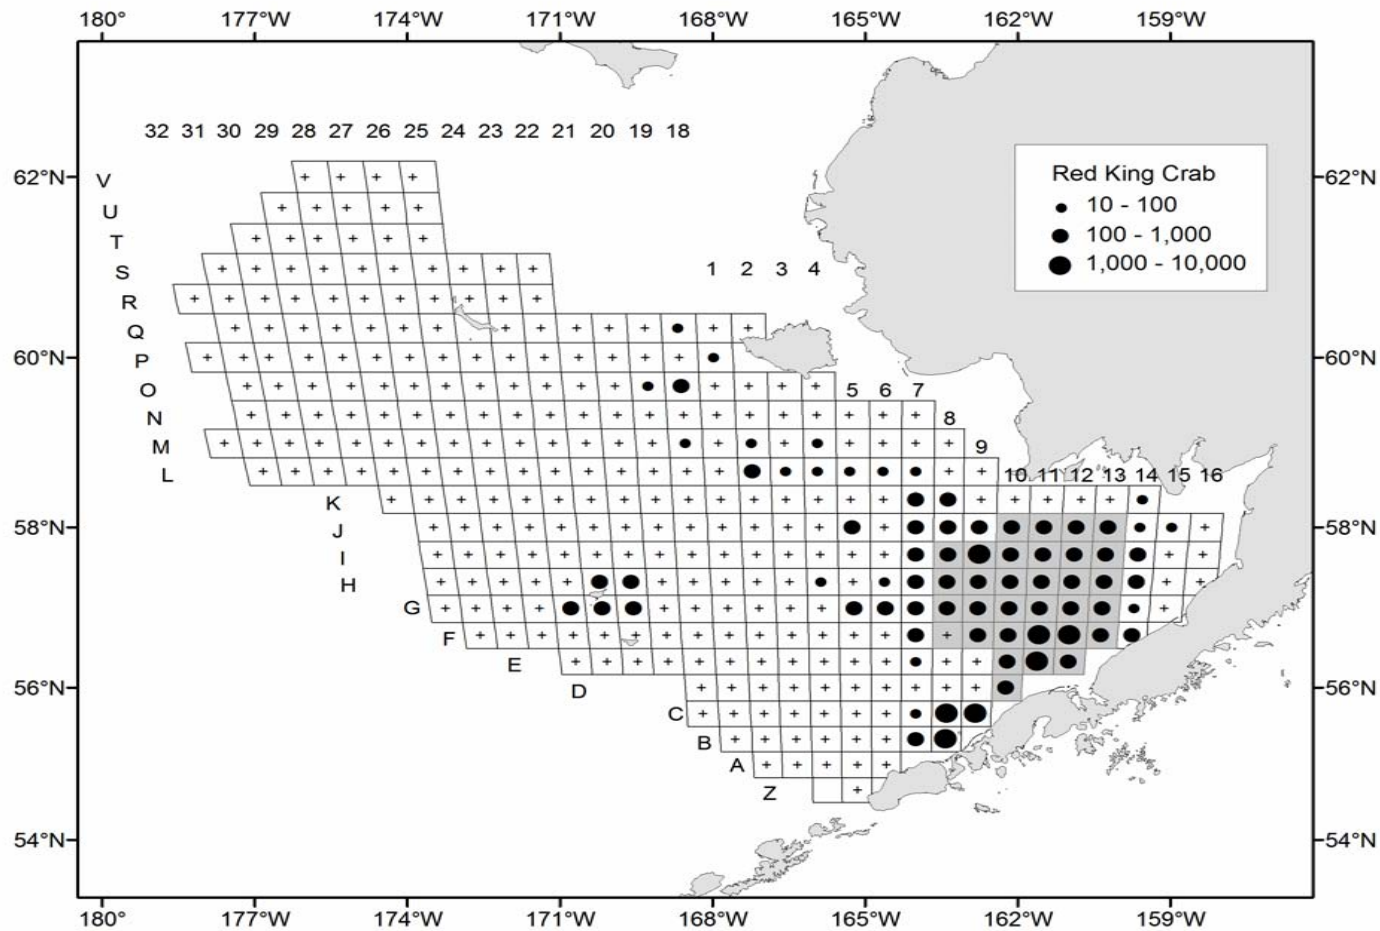 180° 177°W 174°W 171°W 168°W 165°W 162°W 159°W
32 31 30 29 28 27 26 25 24 23 22 21 20 19 18
62°N 62°N
Red King Crab
10 - 100
100 - 1,000
1,000 - 10,000
V
U
T
S
1 2 3 4
R
Q
P
60°N 60°N
O
5 6 7
N
8
M
9
L
10 11 12 13 14 15 16
K
58°N 58°N
J
I
H
G
F
E
56°N 56°N
D
C
B
A
Z
54°N 54°N
180° 177°W 174°W 171°W 168°W 165°W 162°W 159°W